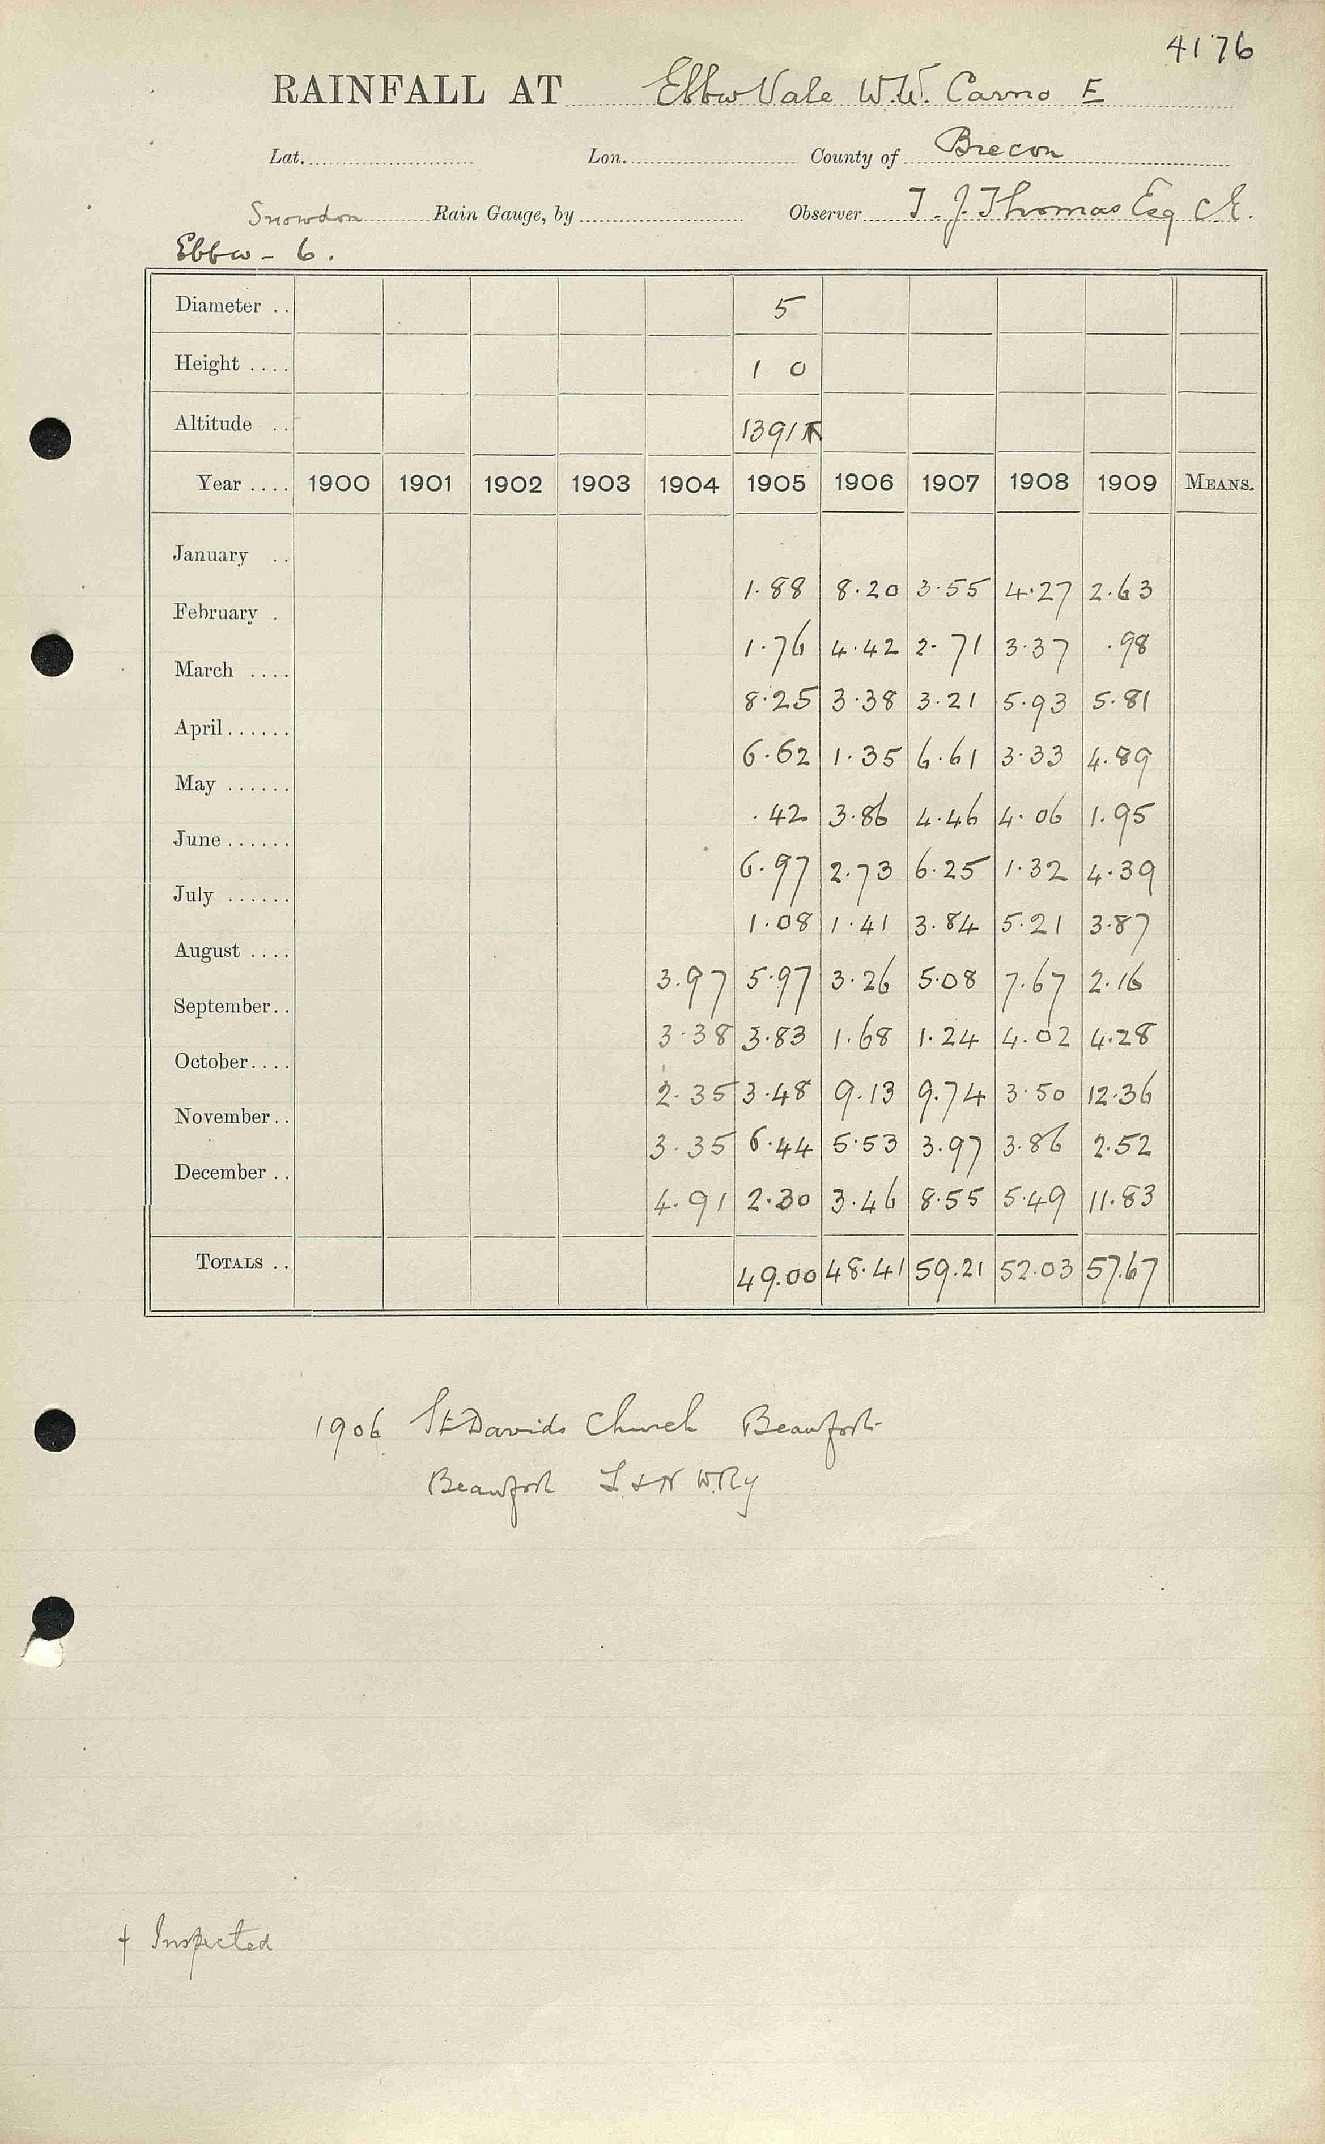 4176
RAINFALL AT Ebbw Vale W.W. Carno E
Lat. Lon. County of Brecon
Snowdon Rain Gauge, by Observer T. J. Thomas Esq C.E.
Ebbw - 6.
Diameter .. 5
Height .... 1 0
Altitude .. 1391
Year .... 1900 1901 1902 1903 1904 1905 1906 1907 1908 1909 MEANS.
January .. 1.88 8.20 3.55 4.27 2.63
February . 1.76 4.42 2.71 3.37 .98
March .... 8.25 3.38 3.21 5.93 5.81
April...... 6.62 1.35 6.61 3.33 4.89
May ...... .42 3.86 4.46 4.06 1.95
June ...... 6.97 2.73 6.25 1.32 4.39
July ...... 1.08 1.41 3.84 5.21 3.87
August .... 3.97 5.97 3.26 5.08 7.67 2.16
September.. 3.38 3.83 1.68 1.24 4.02 4.28
October.... 2.35 3.48 9.13 9.74 3.50 12.36
November.. 3.35 6.44 5.53 3.97 3.86 2.52
December .. 4.91 2.30 3.46 8.55 5.49 11.83
TOTALS .. 49.00 48.41 59.21 52.03 57.67
1906 St Davids Church Beaufort
Beaufort L & N W.Ry
† Inspected